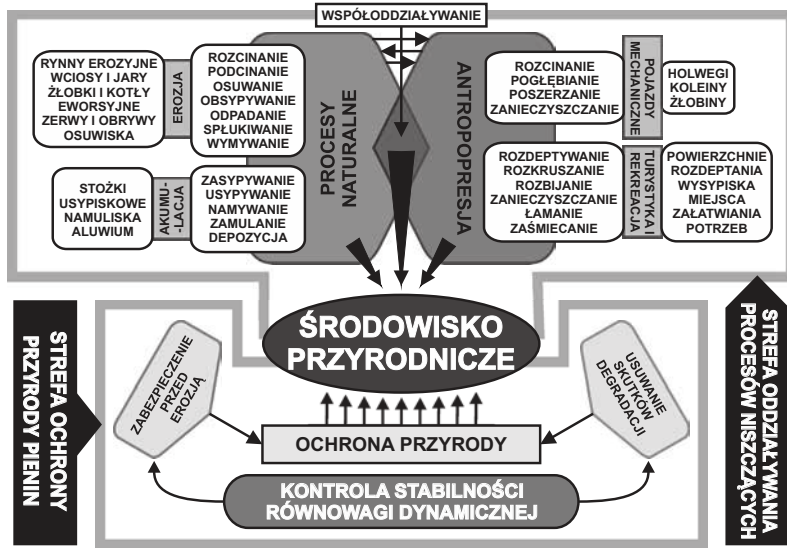 WSPÓŁODDZIAŁYWANIE
RYNNY EROZYJNE
WCIOSY I JARY
ŻŁOBKI I KOTŁY
EWORSYJNE
ZERWY I OBRYWY
OSUWISKA
EROZJA
ROZCINANIE
PODCINANIE
OSUWANIE
OBSYPYWANIE
ODPADANIE
SPŁUKIWANIE
WYMYWANIE
STOŻKI
USYPISKOWE
NAMULISKA
ALUWIUM
AKUMU-
-LACJA
ZASYPYWANIE
USYPYWANIE
NAMYWANIE
ZAMULANIE
DEPOZYCJA
PROCESY
NATURALNE
ANTROPOPRESJA
ROZCINANIE
POGŁĘBIANIE
POSZERZANIE
ZANIECZYSZCZANIE
POJAZDY
MECHANICZNE
HOLWEGI
KOLEINY
ŻŁOBINY
ROZDEPTYWANIE
ROZKRUSZANIE
ROZBIJANIE
ZANIECZYSZCZANIE
ŁAMANIE
ZAŚMIECANIE
TURYSTYKA I
REKREACJA
POWIERZCHNIE
ROZDEPTANIA
WYSYPISKA
MIEJSCA
ZAŁATWIANIA
POTRZEB
ŚRODOWISKO
PRZYRODNICZE
STREFA OCHRONY
PRZYRODY PIENIN
ZABEZPIECZENIE
PRZED
EROZJĄ
OCHRONA PRZYRODY
USUWANIE
SKUTKÓW
DEGRADACJI
KONTROLA STABILNOŚCI
RÓWNOWAGI DYNAMICZNEJ
STREFA ODDZIAŁYWANIA
PROCESÓW NISZCZĄCYCH